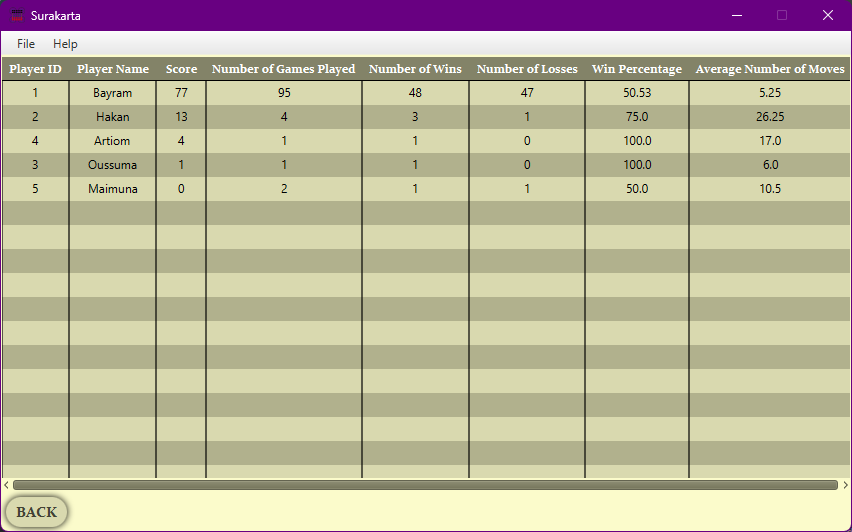 Surakarta
File Help
Player ID Player Name Score Number of Games Played Number of Wins Number of Losses Win Percentage Average Number of Moves
1 Bayram 77 95 48 47 50.53 5.25
2 Hakan 13 4 3 1 75.0 26.25
4 Artiom 4 1 1 0 100.0 17.0
3 Oussuma 1 1 1 0 100.0 6.0
5 Maimuna 0 2 1 1 50.0 10.5
BACK